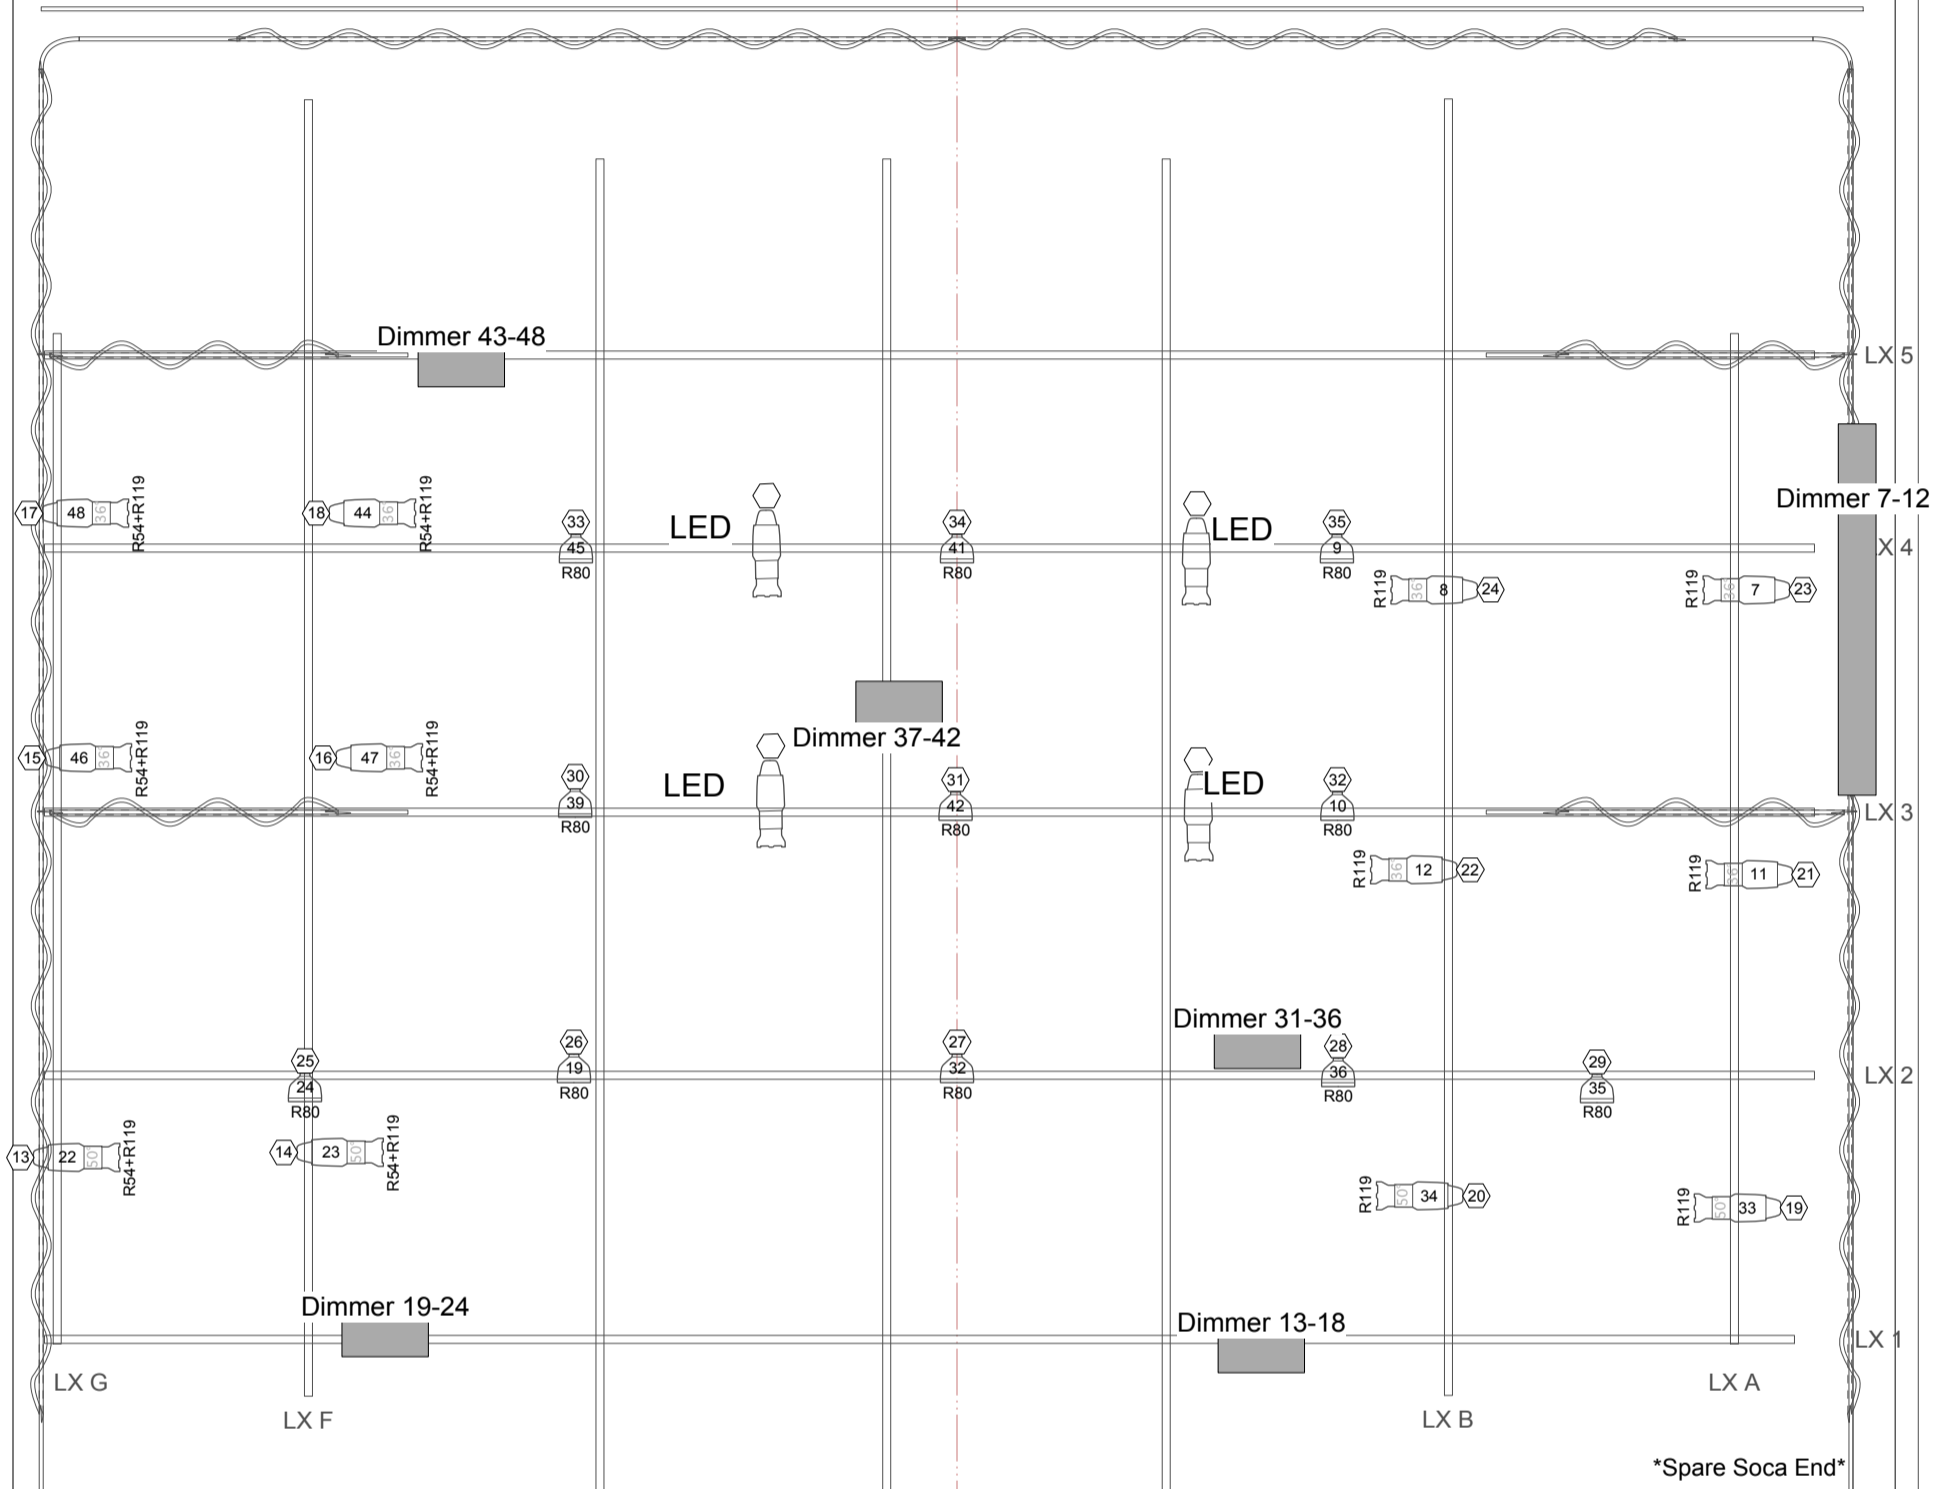 Dimmer 43-48
LX 5
Dimmer 7-12
17
48
36°
R54+R119
18
44
36°
R54+R119
33
45
R80
LED
34
41
R80
LED
35
9
R80
X 4
R119
36°
8
24
R119
36°
7
23
15
46
36°
R54+R119
16
47
36°
R54+R119
Dimmer 37-42
30
39
R80
LED
31
42
R80
LED
32
10
R80
LX 3
R119
36°
12
22
R119
36°
11
21
Dimmer 31-36
25
24
R80
26
19
R80
27
32
R80
28
36
R80
29
35
R80
LX 2
13
22
50°
R54+R119
14
23
50°
R54+R119
R119
50°
34
20
R119
50°
33
19
Dimmer 19-24
Dimmer 13-18
LX 1
LX G
LX F
LX B
LX A
*Spare Soca End*